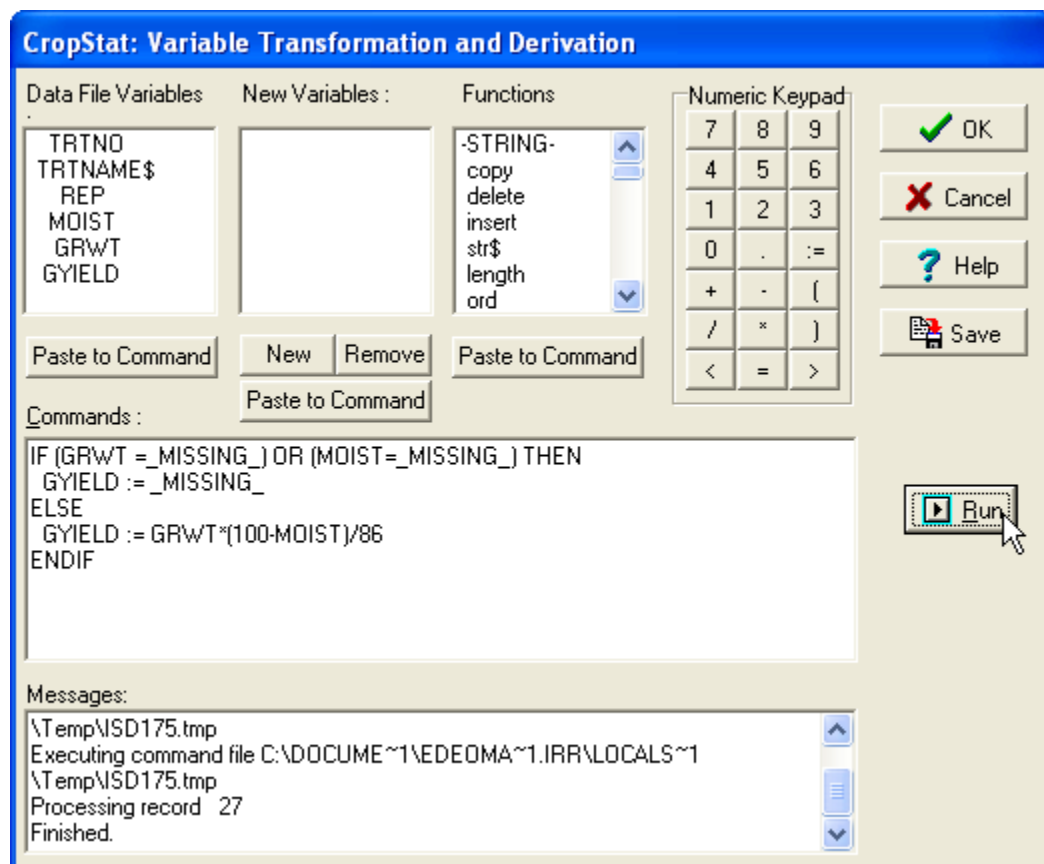 CropStat: Variable Transformation and Derivation
Data File Variables :
TRTNO
TRTNAME$
REP
MOIST
GRWT
GYIELD
Paste to Command
New Variables :
New Remove
Paste to Command
Functions
-STRING-
copy
delete
insert
str$
length
ord
Paste to Command
Numeric Keypad
7 8 9
4 5 6
1 2 3
0 . :=
+ - (
/ * )
< = >
OK
Cancel
Help
Save
Commands :
IF (GRWT =_MISSING_) OR (MOIST=_MISSING_) THEN
GYIELD := _MISSING_
ELSE
GYIELD := GRWT*(100-MOIST)/86
ENDIF
Run
Messages:
\Temp\ISD175.tmp
Executing command file C:\DOCUME~1\EDEOMA~1.IRR\LOCALS~1
\Temp\ISD175.tmp
Processing record 27
Finished.